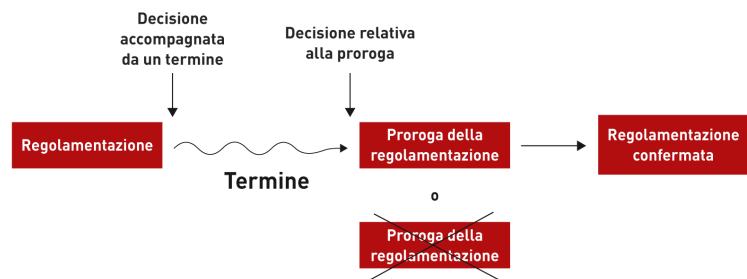 Decisione
accompagnata
da un termine
Decisione relativa
alla proroga
Regolamentazione
Termine
Proroga della
regolamentazione
Regolamentazione
confermata
o
Proroga della
regolamentazione